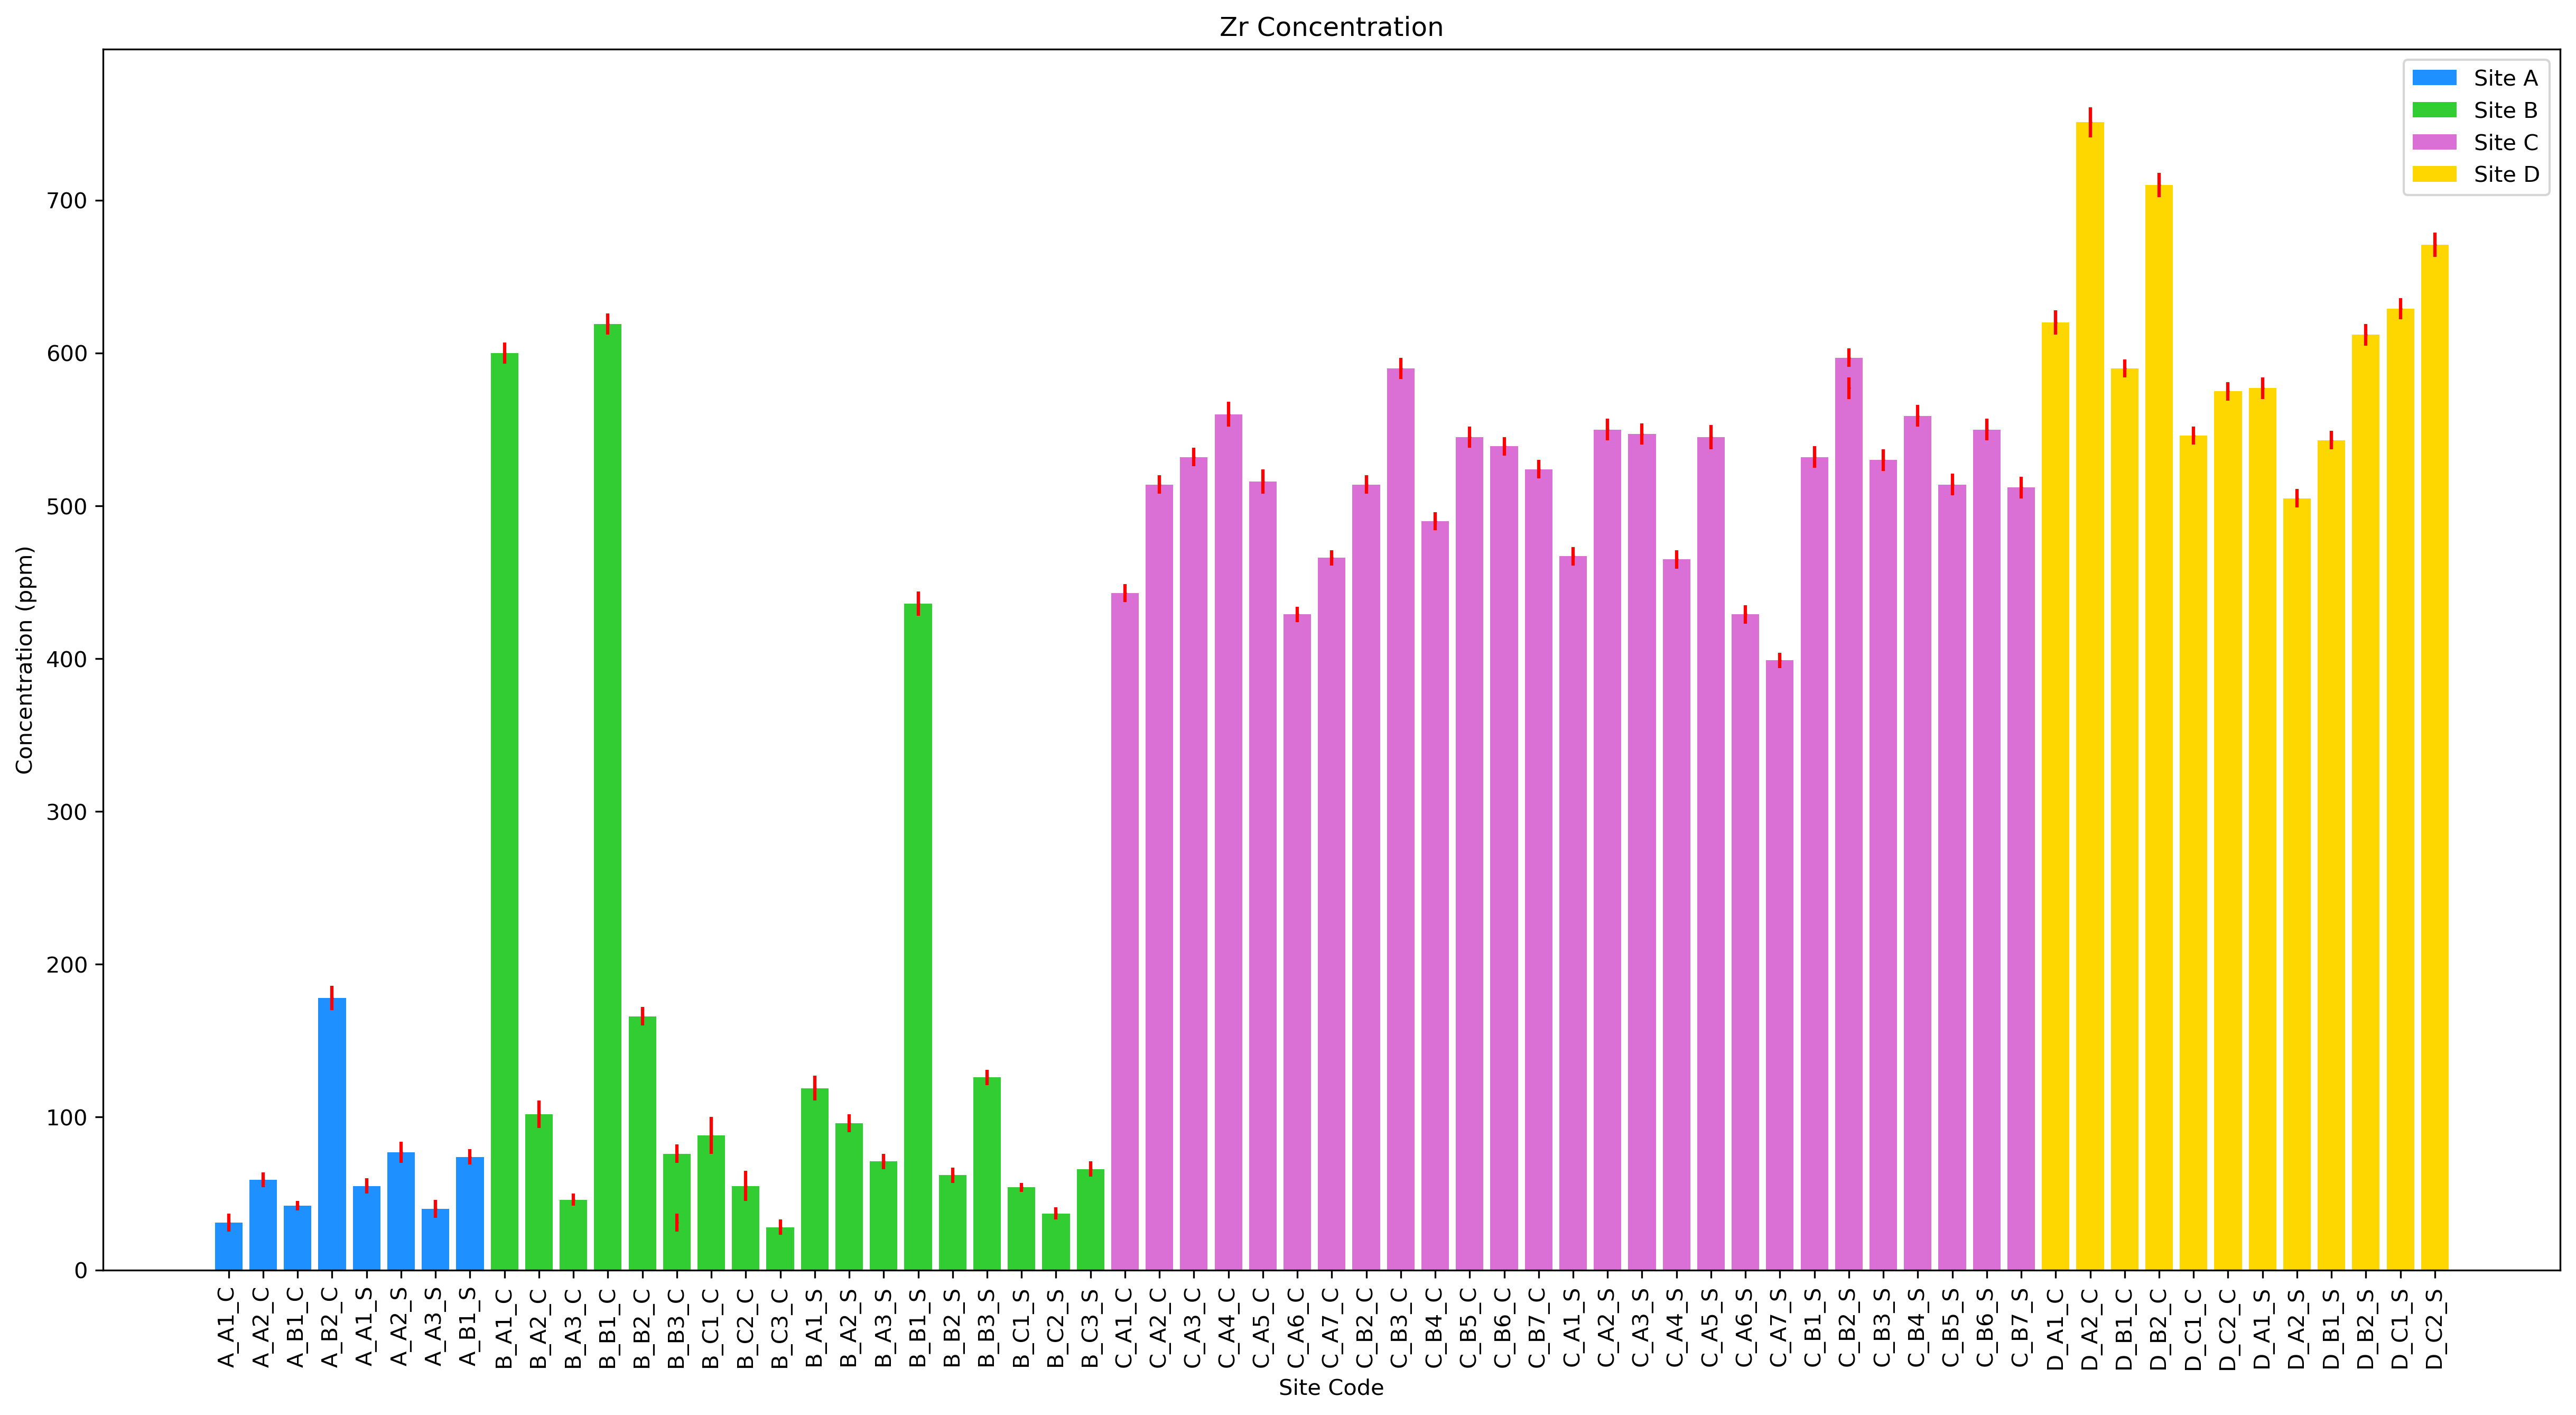 Zr Concentration
Site A
Site B
Site C
Site D
Concentration (ppm)
700
600
500
400
300
200
100
0
A_A1_C
A_A2_C
A_B1_C
A_B2_C
A_A1_S
A_A2_S
A_A3_S
A_B1_S
B_A1_C
B_A2_C
B_A3_C
B_B1_C
B_B2_C
B_B3_C
B_C1_C
B_C2_C
B_C3_C
B_A1_S
B_A2_S
B_A3_S
B_B1_S
B_B2_S
B_B3_S
B_C1_S
B_C2_S
B_C3_S
C_A1_C
C_A2_C
C_A3_C
C_A4_C
C_A5_C
C_A6_C
C_A7_C
C_B2_C
C_B3_C
C_B4_C
C_B5_C
C_B6_C
C_B7_C
C_A1_S
C_A2_S
C_A3_S
C_A4_S
C_A5_S
C_A6_S
C_A7_S
C_B1_S
C_B2_S
C_B3_S
C_B4_S
C_B5_S
C_B6_S
C_B7_S
D_A1_C
D_A2_C
D_B1_C
D_B2_C
D_C1_C
D_C2_C
D_A1_S
D_A2_S
D_B1_S
D_B2_S
D_C1_S
D_C2_S
Site Code